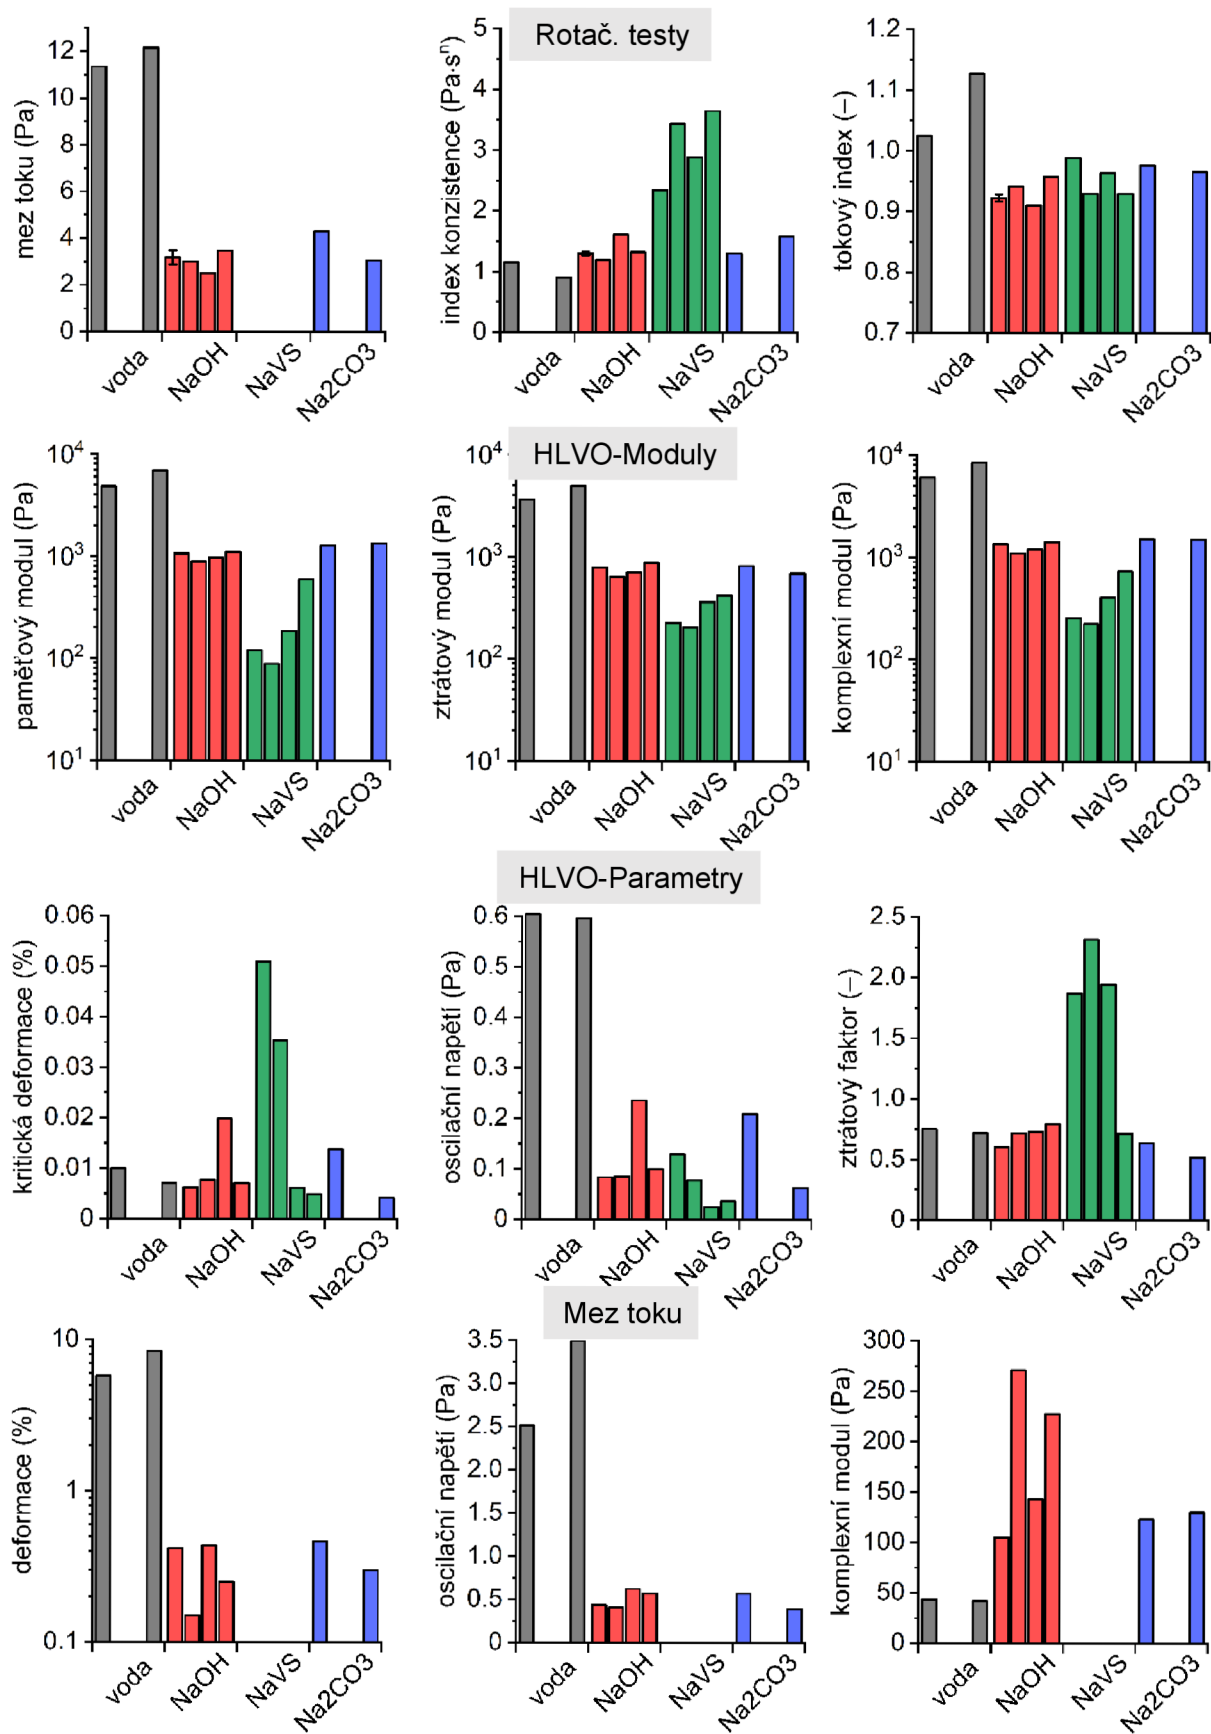 Rotač. testy
mez toku (Pa)
12
10
8
6
4
2
0
voda
NaOH
NaVS
Na2CO3
index konzistence (Pa·sⁿ)
5
4
3
2
1
0
voda
NaOH
NaVS
Na2CO3
tokový index (–)
1.2
1.1
1.0
0.9
0.8
0.7
voda
NaOH
NaVS
Na2CO3
HLVO-Moduly
paměťový modul (Pa)
10⁴
10³
10²
10¹
voda
NaOH
NaVS
Na2CO3
ztrátový modul (Pa)
10⁴
10³
10²
10¹
voda
NaOH
NaVS
Na2CO3
komplexní modul (Pa)
10⁴
10³
10²
10¹
voda
NaOH
NaVS
Na2CO3
HLVO-Parametry
kritická deformace (%)
0.06
0.05
0.04
0.03
0.02
0.01
0
voda
NaOH
NaVS
Na2CO3
oscilační napětí (Pa)
0.6
0.5
0.4
0.3
0.2
0.1
0
voda
NaOH
NaVS
Na2CO3
ztrátový faktor (–)
2.5
2.0
1.5
1.0
0.5
0
voda
NaOH
NaVS
Na2CO3
Mez toku
deformace (%)
10
1
0.1
voda
NaOH
NaVS
Na2CO3
oscilační napětí (Pa)
3.5
3.0
2.5
2.0
1.5
1.0
0.5
0
voda
NaOH
NaVS
Na2CO3
komplexní modul (Pa)
300
250
200
150
100
50
0
voda
NaOH
NaVS
Na2CO3